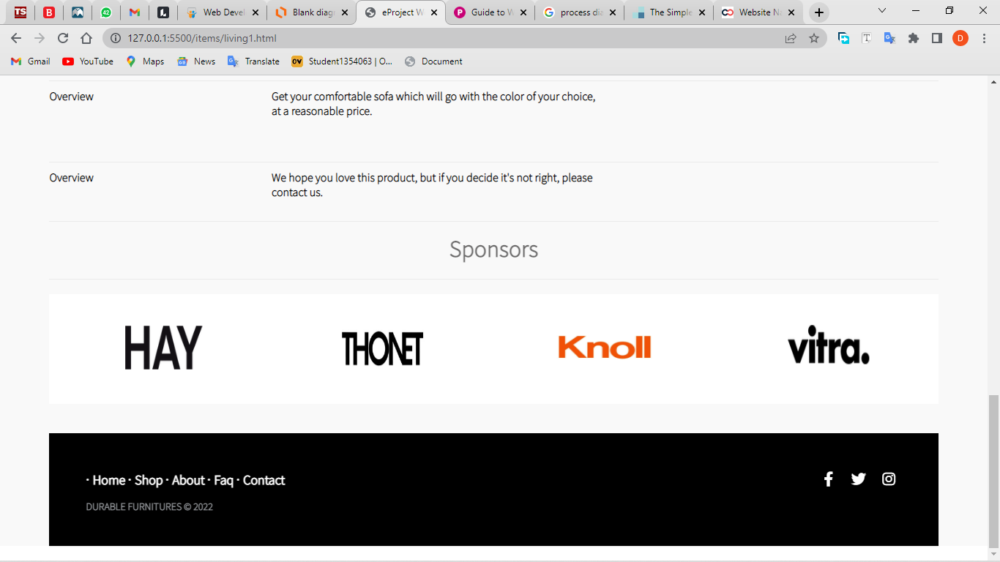 TS B 42 L Web Devel Blank diag eProject W P Guide to W G process dia The Simple Website Na
127.0.0.1:5500/items/living1.html D
Gmail YouTube Maps News Translate OV Student1354063 | O... Document
Overview Get your comfortable sofa which will go with the color of your choice,
at a reasonable price.
Overview We hope you love this product, but if you decide it's not right, please
contact us.
Sponsors
HAY THONET Knoll vitra.
· Home · Shop · About · Faq · Contact
DURABLE FURNITURES © 2022